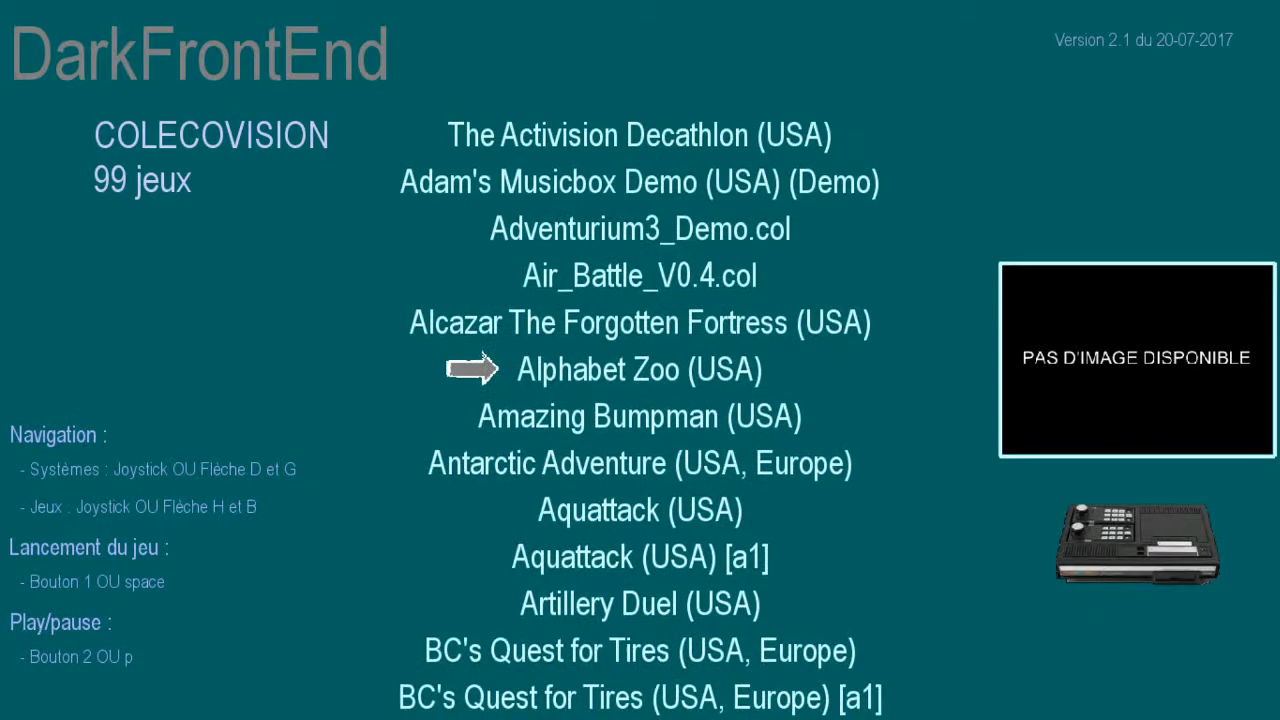 DarkFrontEnd
Version 2.1 du 20-07-2017
COLECOVISION
99 jeux
The Activision Decathlon (USA)
Adam's Musicbox Demo (USA) (Demo)
Adventurium3_Demo.col
Air_Battle_V0.4.col
Alcazar The Forgotten Fortress (USA)
Alphabet Zoo (USA)
Amazing Bumpman (USA)
Antarctic Adventure (USA, Europe)
Aquattack (USA)
Aquattack (USA) [a1]
Artillery Duel (USA)
BC's Quest for Tires (USA, Europe)
BC's Quest for Tires (USA, Europe) [a1]
PAS D'IMAGE DISPONIBLE
Navigation :
- Systèmes : Joystick OU Flèche D et G
- Jeux : Joystick OU Flèche H et B
Lancement du jeu :
- Bouton 1 OU space
Play/pause :
- Bouton 2 OU p